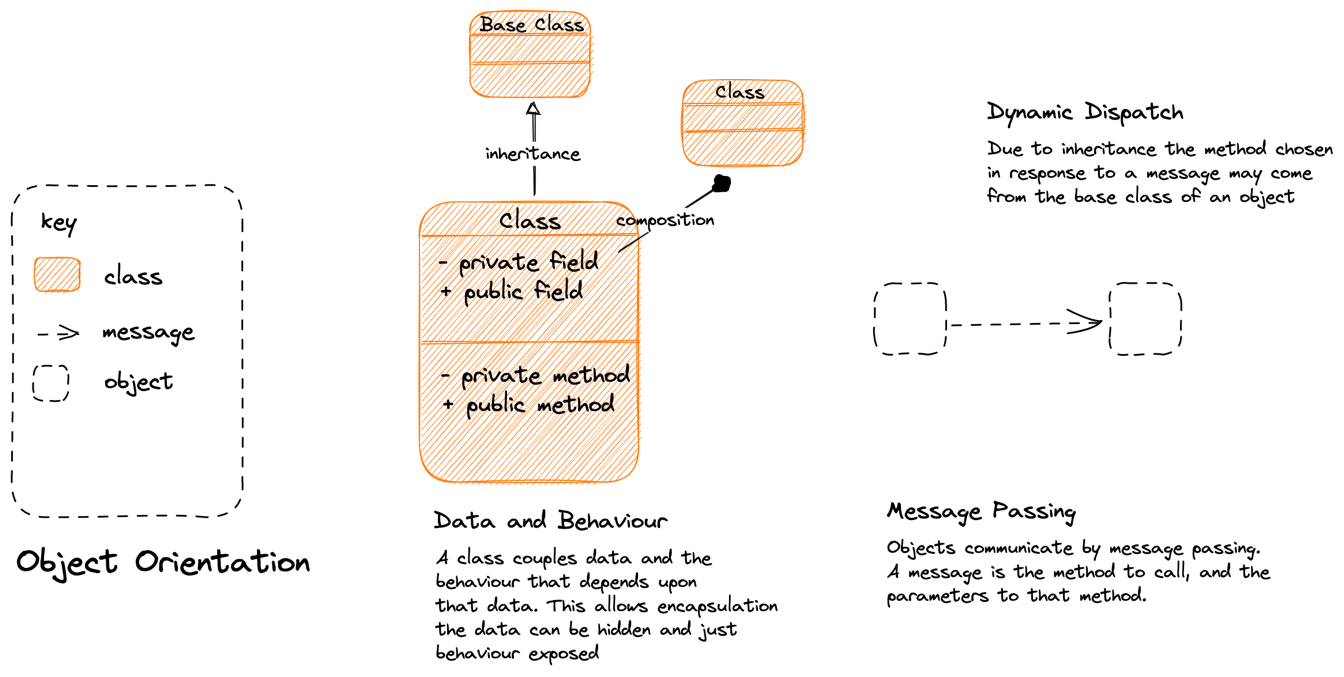 key
class
message
object
Object Orientation
Base Class
inheritance
Class
composition
Class
- private field
+ public field
- private method
+ public method
Data and Behaviour
A class couples data and the
behaviour that depends upon
that data. This allows encapsulation
the data can be hidden and just
behaviour exposed
Dynamic Dispatch
Due to inheritance the method chosen
in response to a message may come
from the base class of an object
Message Passing
Objects communicate by message passing.
A message is the method to call, and the
parameters to that method.